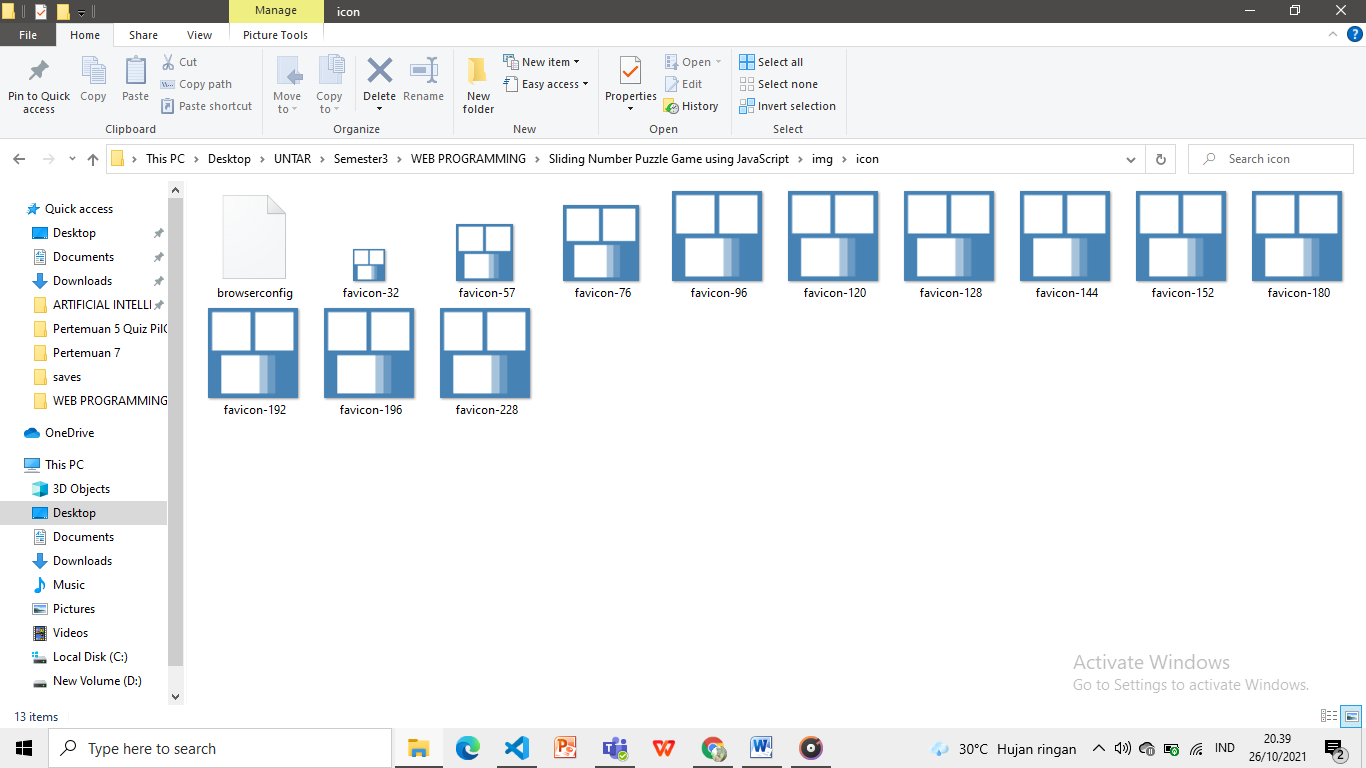 Manage
icon
File
Home
Share
View
Picture Tools
Pin to Quick access
Copy
Paste
Cut
Copy path
Paste shortcut
Clipboard
Move to
Copy to
Delete
Rename
Organize
New folder
New item
Easy access
New
Properties
Open
Edit
History
Open
Select all
Select none
Invert selection
Select
This PC
Desktop
UNTAR
Semester3
WEB PROGRAMMING
Sliding Number Puzzle Game using JavaScript
img
icon
Search icon
Quick access
Desktop
Documents
Downloads
ARTIFICIAL INTELLI
Pertemuan 5 Quiz PilG
Pertemuan 7
saves
WEB PROGRAMMING
OneDrive
This PC
3D Objects
Desktop
Documents
Downloads
Music
Pictures
Videos
Local Disk (C:)
New Volume (D:)
browserconfig
favicon-32
favicon-57
favicon-76
favicon-96
favicon-120
favicon-128
favicon-144
favicon-152
favicon-180
favicon-192
favicon-196
favicon-228
Activate Windows
Go to Settings to activate Windows.
13 items
Type here to search
30°C Hujan ringan
IND
20.39
26/10/2021
2